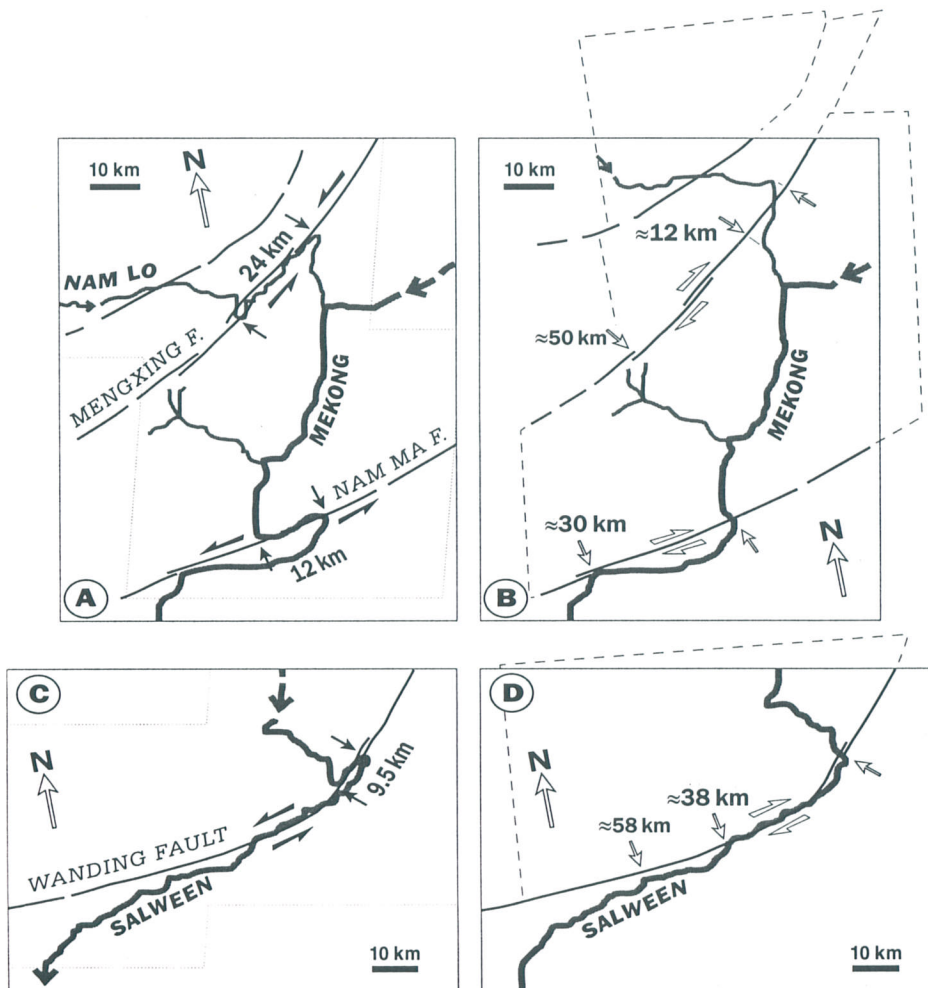 10 km
N
24 km
NAM LO
MENGXING F.
MEKONG
NAM MA F.
12 km
A
10 km
≈12 km
≈50 km
MEKONG
≈30 km
N
B
C
N
9.5 km
WANDING FAULT
SALWEEN
10 km
D
N
≈38 km
≈58 km
SALWEEN
10 km